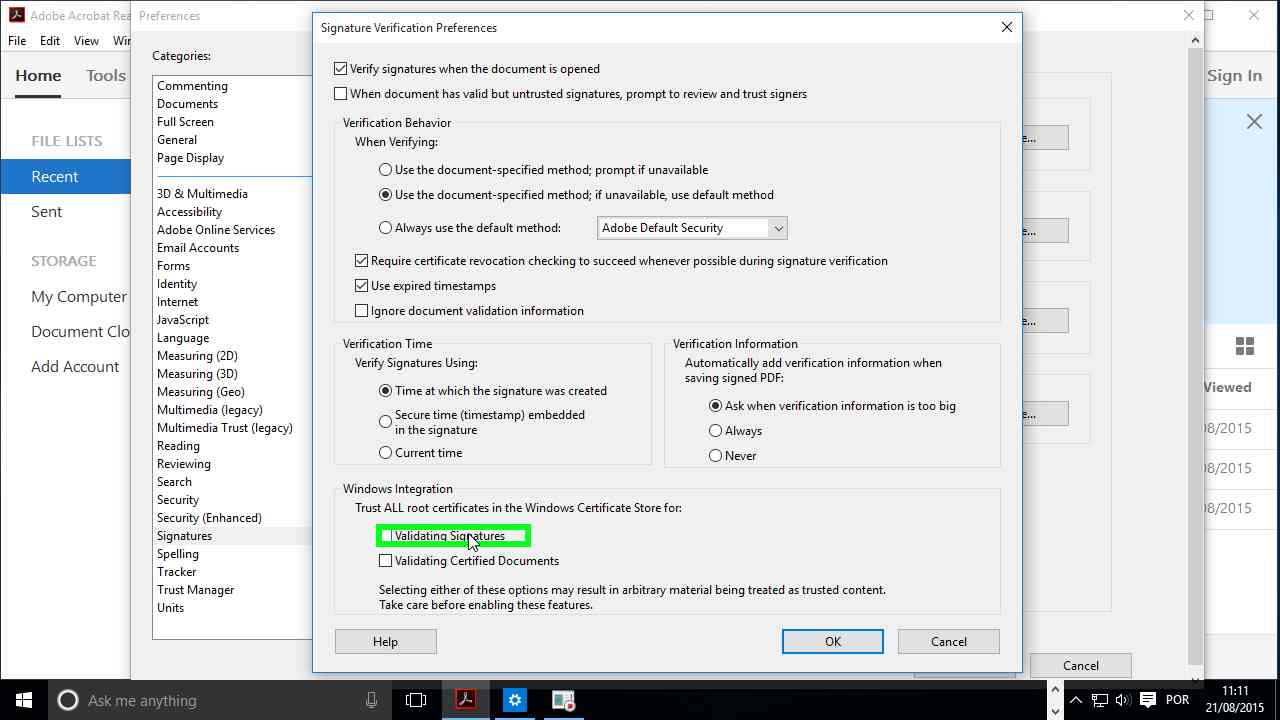 Adobe Acrobat Rea
Preferences
Signature Verification Preferences
File Edit View Win
Home Tools
Sign In
FILE LISTS
Recent
Sent
STORAGE
My Computer
Document Clo
Add Account
Categories:
Commenting
Documents
Full Screen
General
Page Display
3D & Multimedia
Accessibility
Adobe Online Services
Email Accounts
Forms
Identity
Internet
JavaScript
Language
Measuring (2D)
Measuring (3D)
Measuring (Geo)
Multimedia (legacy)
Multimedia Trust (legacy)
Reading
Reviewing
Search
Security
Security (Enhanced)
Signatures
Spelling
Tracker
Trust Manager
Units
Verify signatures when the document is opened
When document has valid but untrusted signatures, prompt to review and trust signers
Verification Behavior
When Verifying:
Use the document-specified method; prompt if unavailable
Use the document-specified method; if unavailable, use default method
Always use the default method: Adobe Default Security
Require certificate revocation checking to succeed whenever possible during signature verification
Use expired timestamps
Ignore document validation information
Verification Time
Verify Signatures Using:
Time at which the signature was created
Secure time (timestamp) embedded
in the signature
Current time
Verification Information
Automatically add verification information when
saving signed PDF:
Ask when verification information is too big
Always
Never
Windows Integration
Trust ALL root certificates in the Windows Certificate Store for:
Validating Signatures
Validating Certified Documents
Selecting either of these options may result in arbitrary material being treated as trusted content.
Take care before enabling these features.
Help OK Cancel
e...
e...
e...
e...
Viewed
08/2015
08/2015
08/2015
Cancel
Ask me anything
POR
11:11
21/08/2015